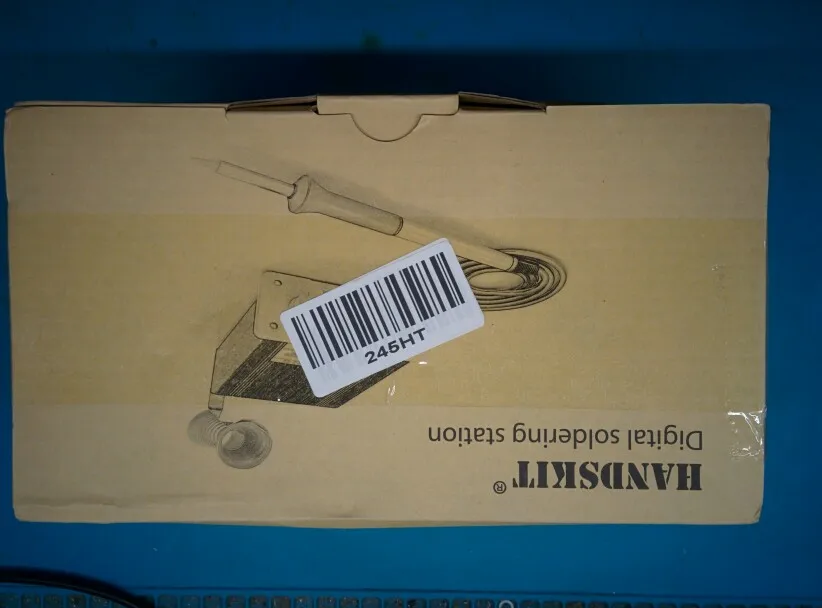 HANDSKIT®
Digital soldering station
245HT